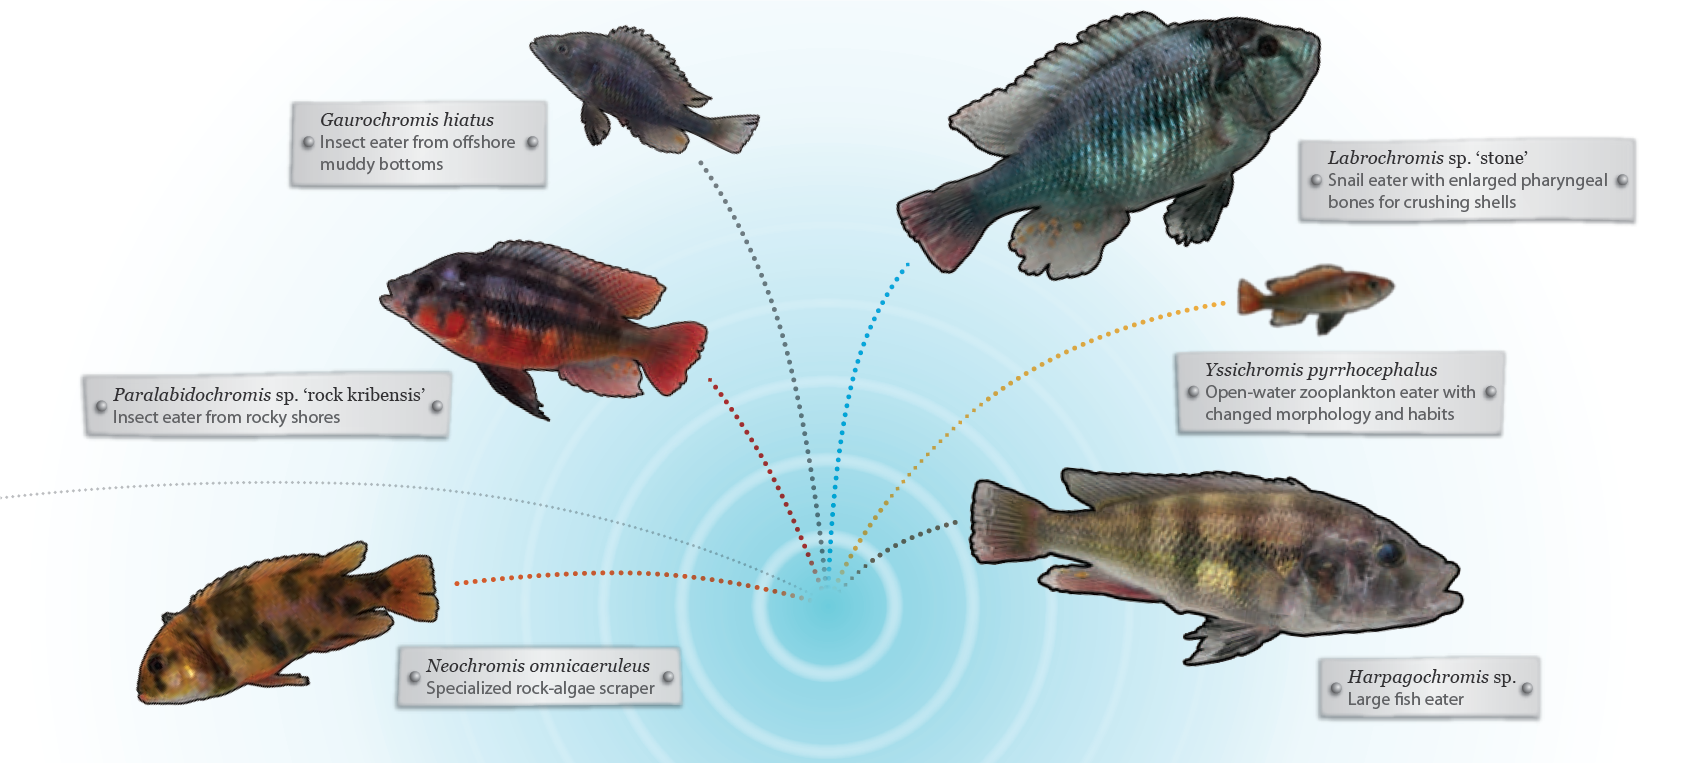 Gaurochromis hiatus
Insect eater from offshore
muddy bottoms
Labrochromis sp. ‘stone’
Snail eater with enlarged pharyngeal
bones for crushing shells
Paralabidochromis sp. ‘rock kribensis’
Insect eater from rocky shores
Yssichromis pyrrhocephalus
Open-water zooplankton eater with
changed morphology and habits
Neochromis omnicaeruleus
Specialized rock-algae scraper
Harpagochromis sp.
Large fish eater